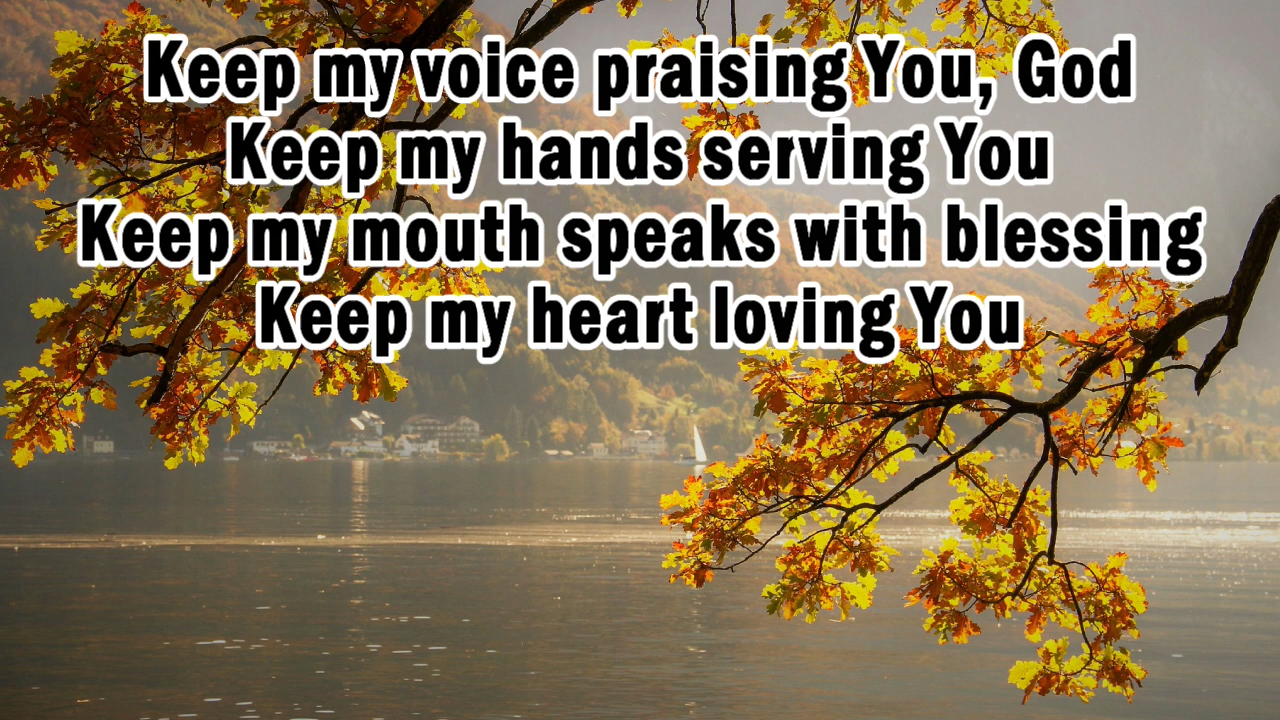 Keep my voice praising You, God
Keep my hands serving You
Keep my mouth speaks with blessing
Keep my heart loving You